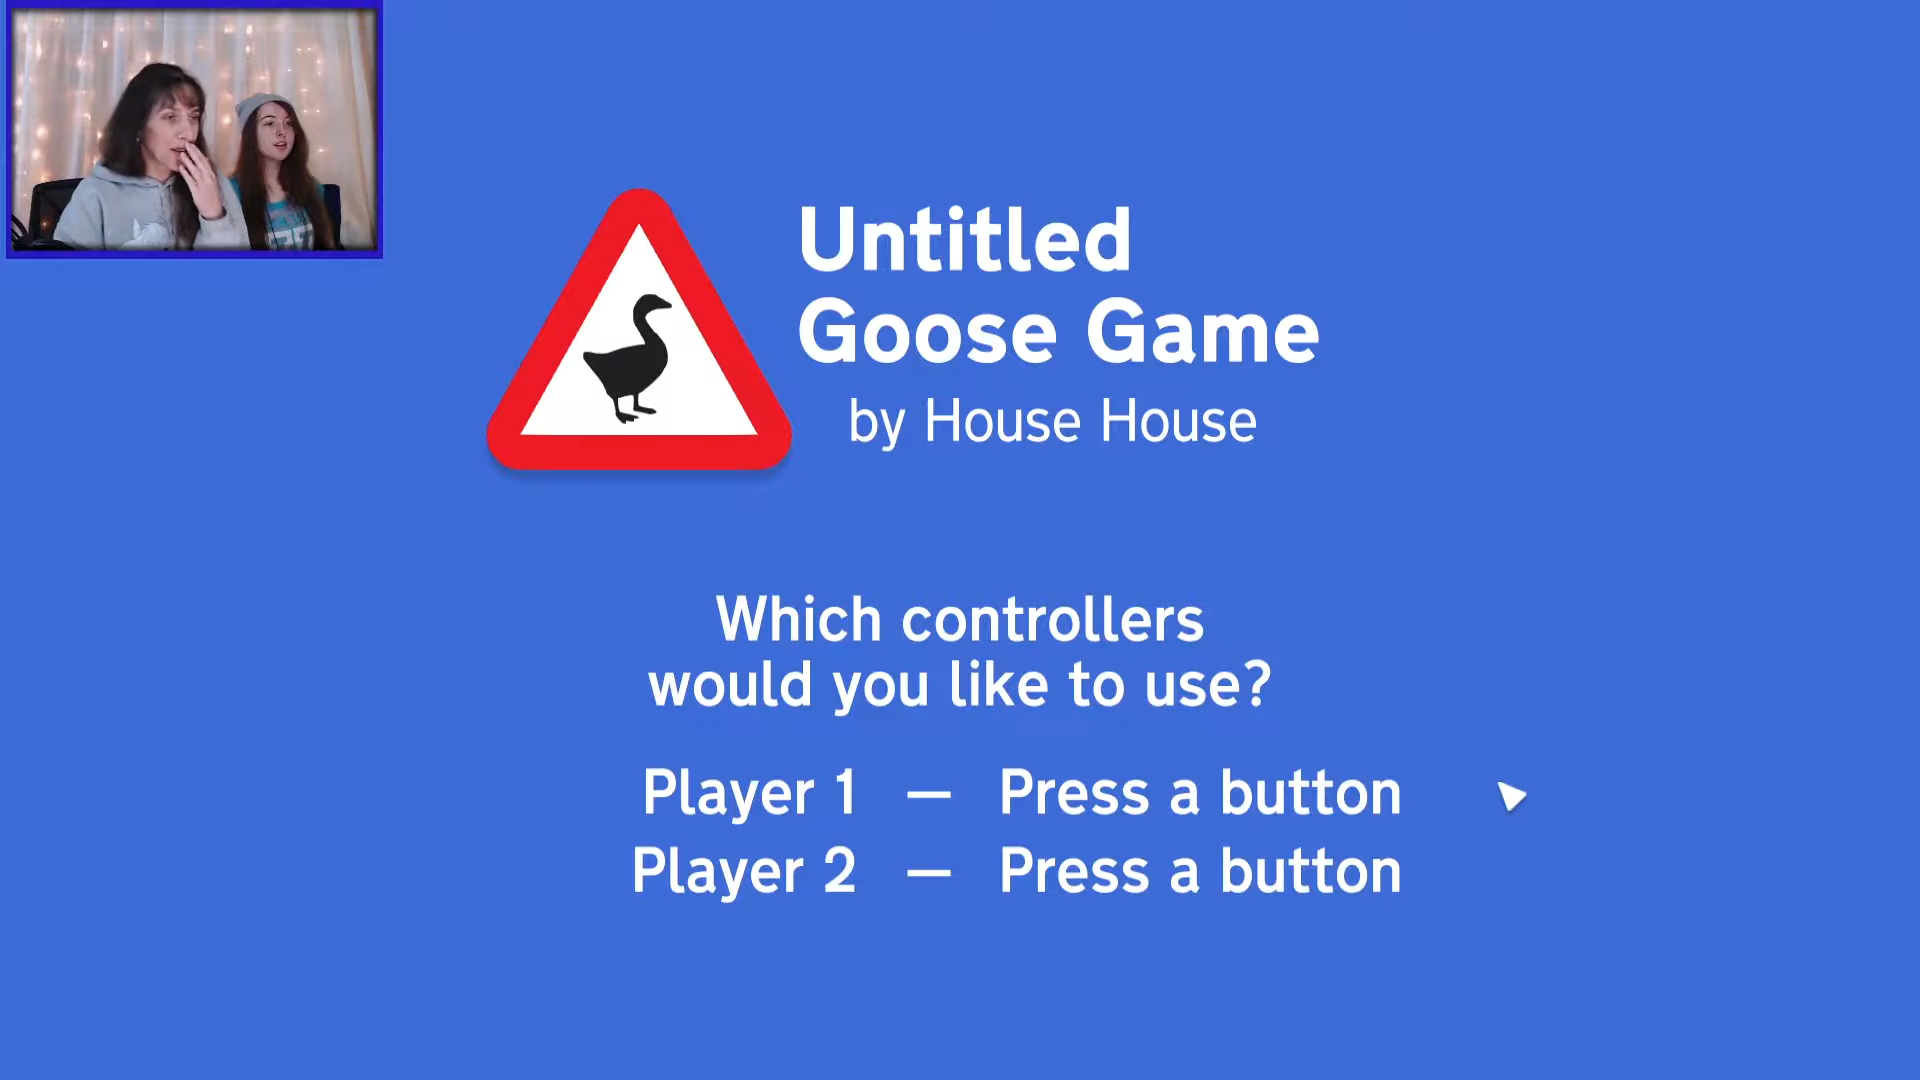 Untitled
Goose Game
by House House
Which controllers
would you like to use?
Player 1 — Press a button
Player 2 — Press a button